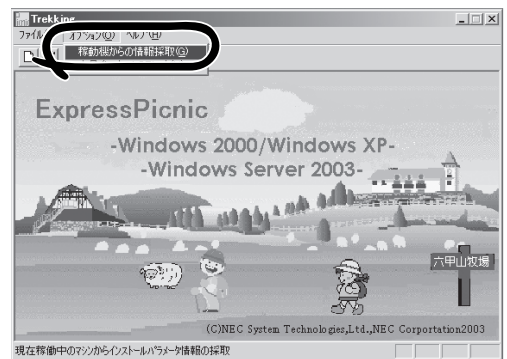 Trekking
ファイル オプション(O) ヘルプ(H)
稼動機からの情報採取(G)
ExpressPicnic
-Windows 2000/Windows XP-
-Windows Server 2003-
六甲山牧場
(C)NEC System Technologies,Ltd.,NEC Corportation2003
現在稼働中のマシンからインストールパラメータ情報の採取